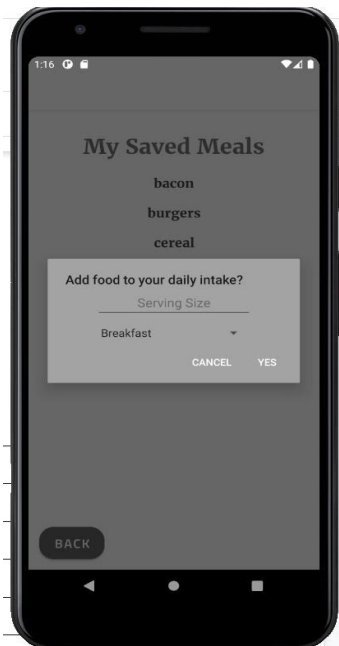 1:16
My Saved Meals
bacon
burgers
cereal
Add food to your daily intake?
Serving Size
Breakfast
CANCEL YES
BACK